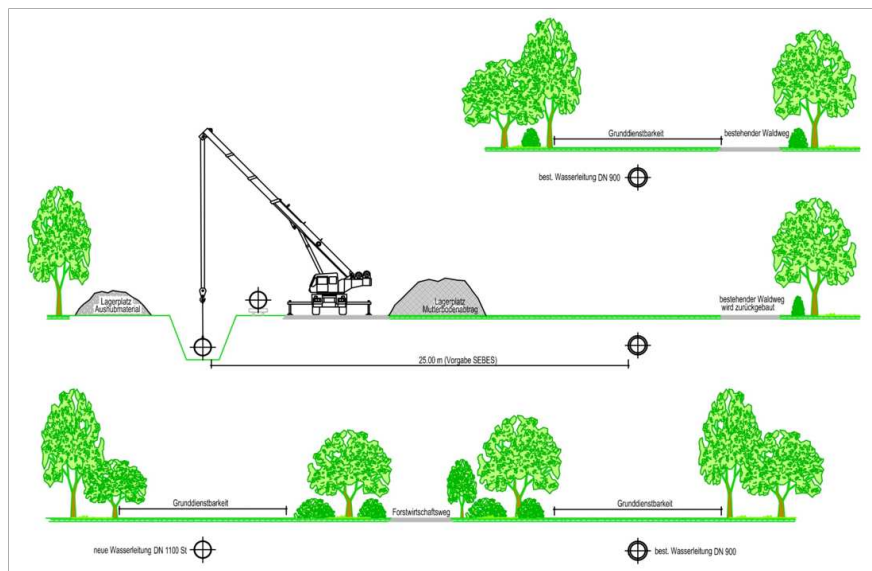 Grunddienstbarkeit
bestehender Waldweg
best. Wasserleitung DN 900
Lagerplatz
Aushubmaterial
Lagerplatz
Mutterbodenabtrag
bestehender Waldweg
wird zurückgebaut
25.00 m (Vorgabe SEBES)
Grunddienstbarkeit
Forstwirtschaftsweg
Grunddienstbarkeit
neue Wasserleitung DN 1100 St
best. Wasserleitung DN 900